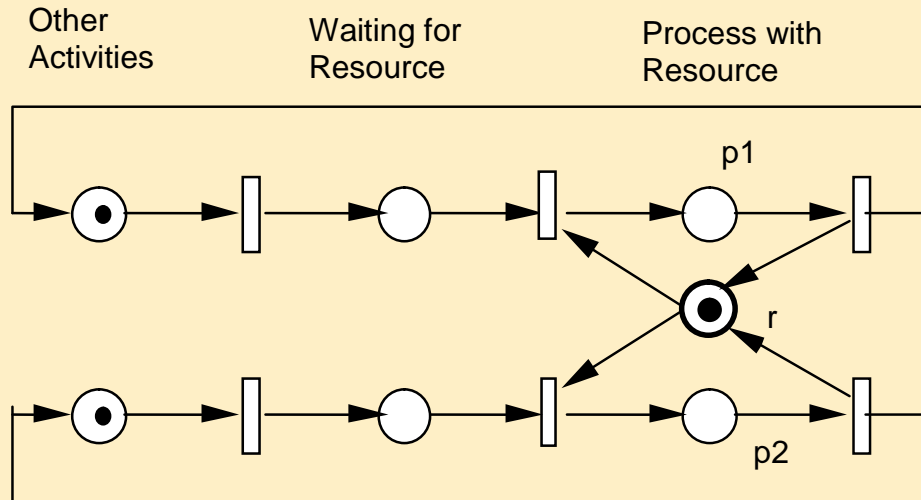 Other
Activities
Waiting for
Resource
Process with
Resource
p1
r
p2